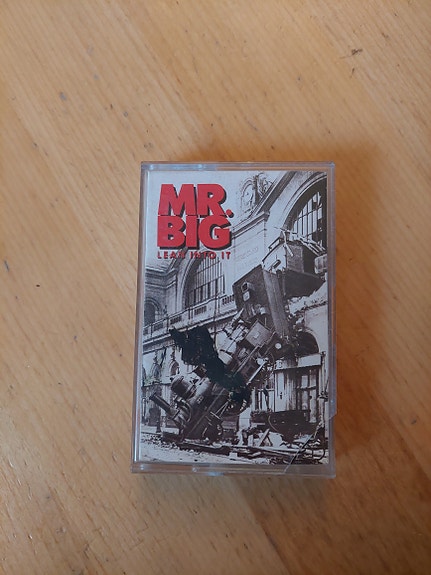 MR.
BIG
LEAN INTO IT